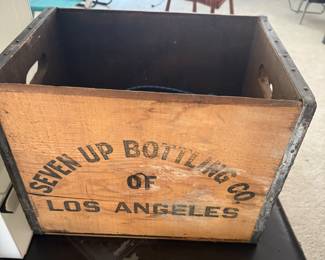 SEVEN UP BOTTLING CO
OF
LOS ANGELES